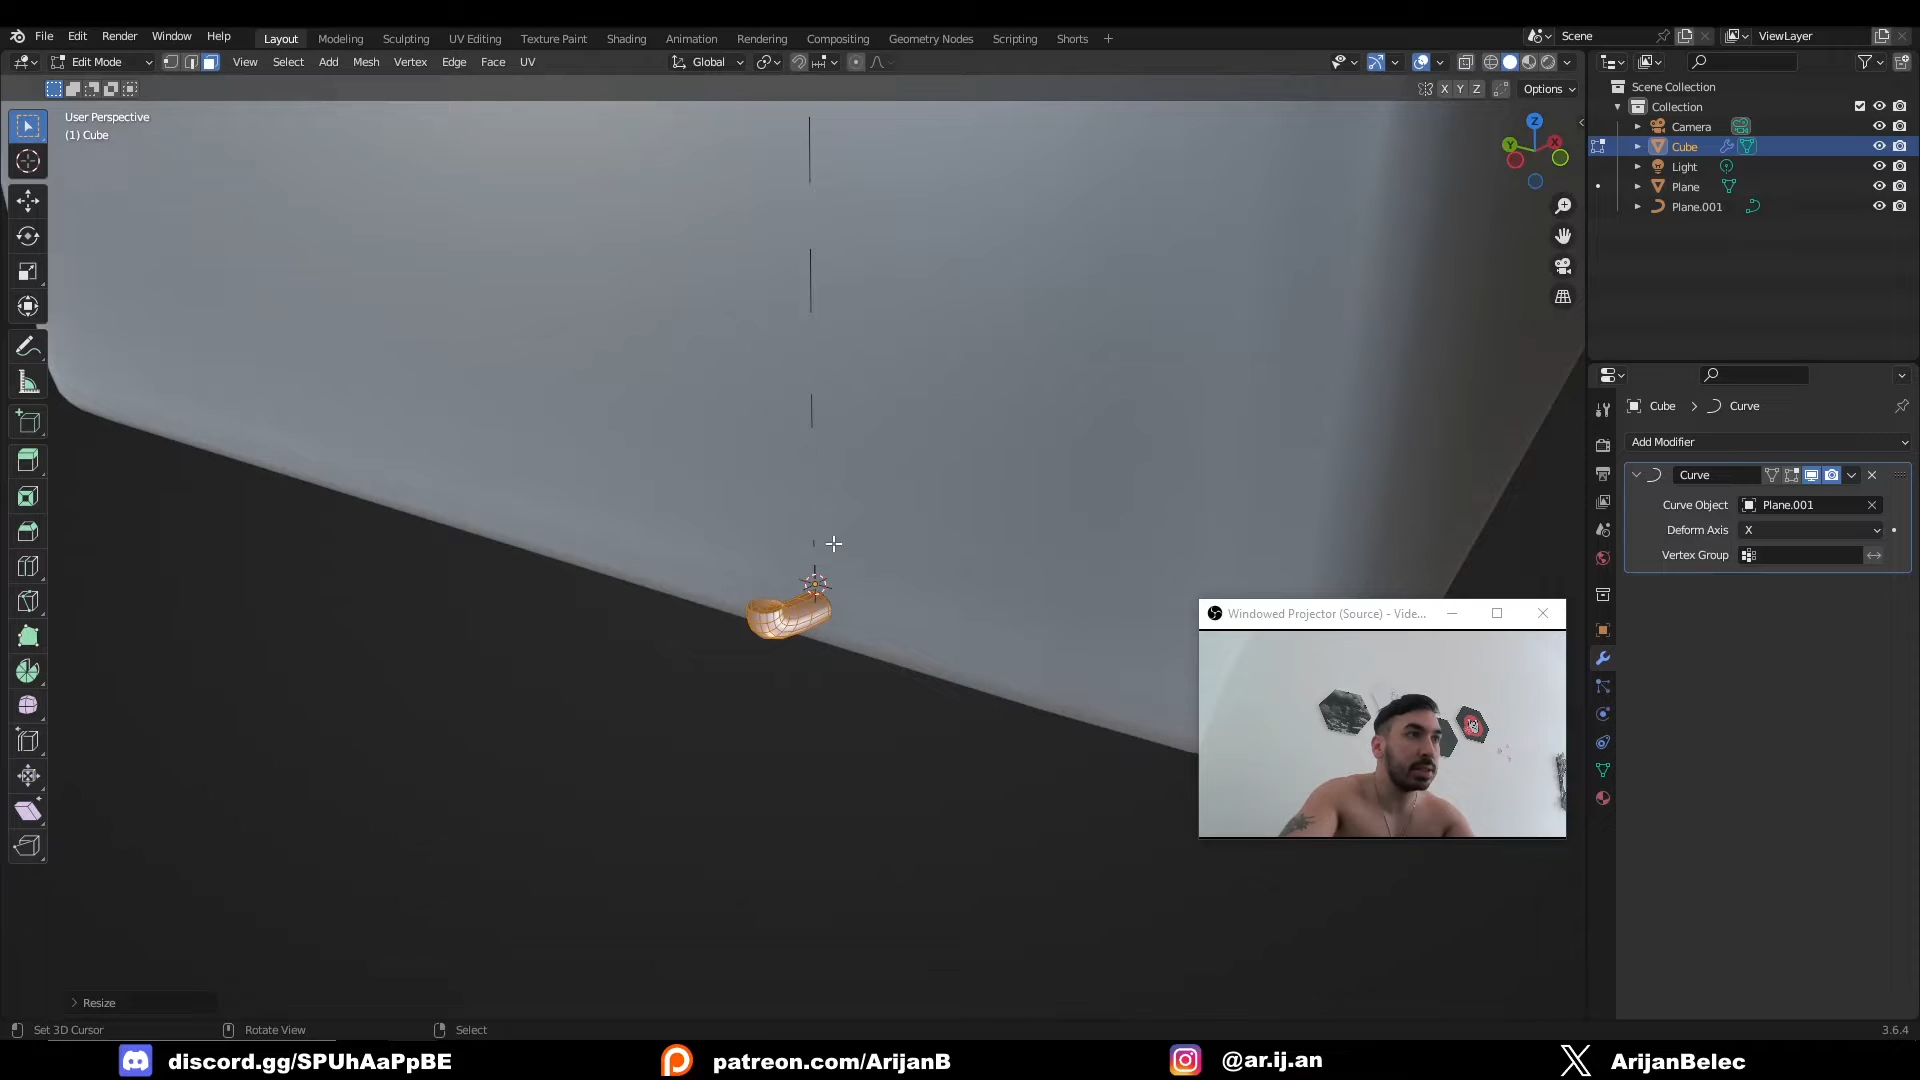 File Edit Render Window Help Layout Modeling Sculpting UV Editing Texture Paint Shading Animation Rendering Compositing Geometry Nodes Scripting Shorts + Scene ViewLayer
Edit Mode View Select Add Mesh Vertex Edge Face UV Global
X Y Z Options
User Perspective
(1) Cube
Z
Y
X
Scene Collection
Collection
Camera
Cube
Light
Plane
Plane.001
Cube > Curve
Add Modifier
Curve
Curve Object Plane.001
Deform Axis X
Vertex Group
Windowed Projector (Source) - Vide...
> Resize
Set 3D Cursor Rotate View Select 3.6.4
discord.gg/SPUhAaPpBE patreon.com/ArijanB @ar.ij.an ArijanBelec